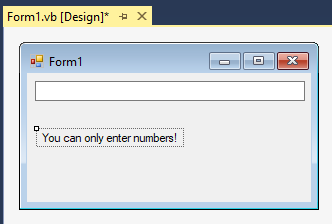 Form1.vb [Design]*
Form1
You can only enter numbers!